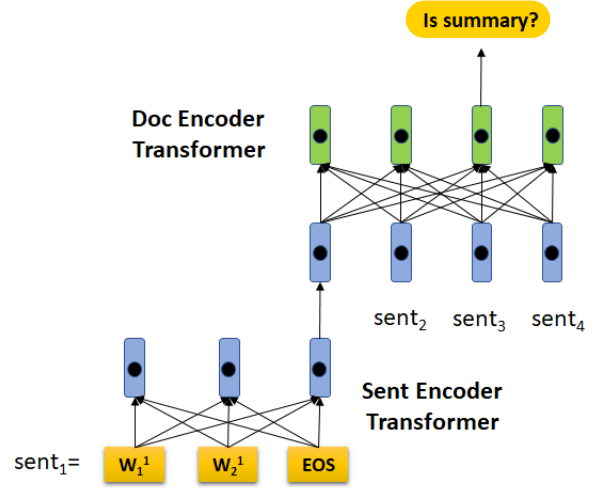 Is summary?
Doc Encoder
Transformer
sent₂ sent₃ sent₄
Sent Encoder
Transformer
sent₁= W₁¹ W₂¹ EOS